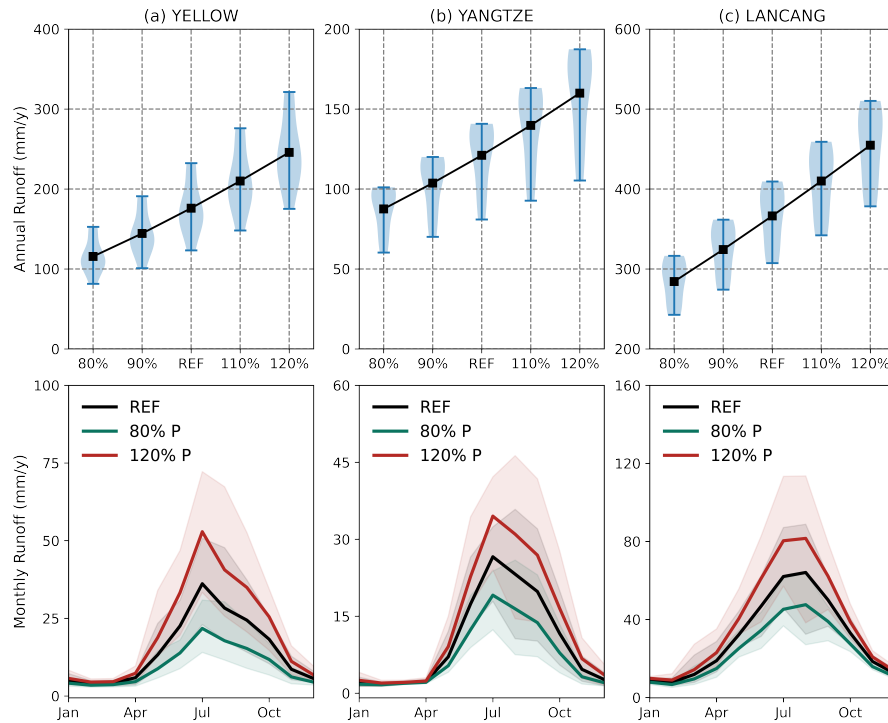 (a) YELLOW
(b) YANGTZE
(c) LANCANG
Annual Runoff (mm/y)
400
300
200
100
0
80%
90%
REF
110%
120%
200
150
100
50
0
80%
90%
REF
110%
120%
600
500
400
300
200
80%
90%
REF
110%
120%
Monthly Runoff (mm/y)
100
75
50
25
0
REF
80% P
120% P
Jan
Apr
Jul
Oct
60
45
30
15
0
REF
80% P
120% P
Jan
Apr
Jul
Oct
160
120
80
40
0
REF
80% P
120% P
Jan
Apr
Jul
Oct